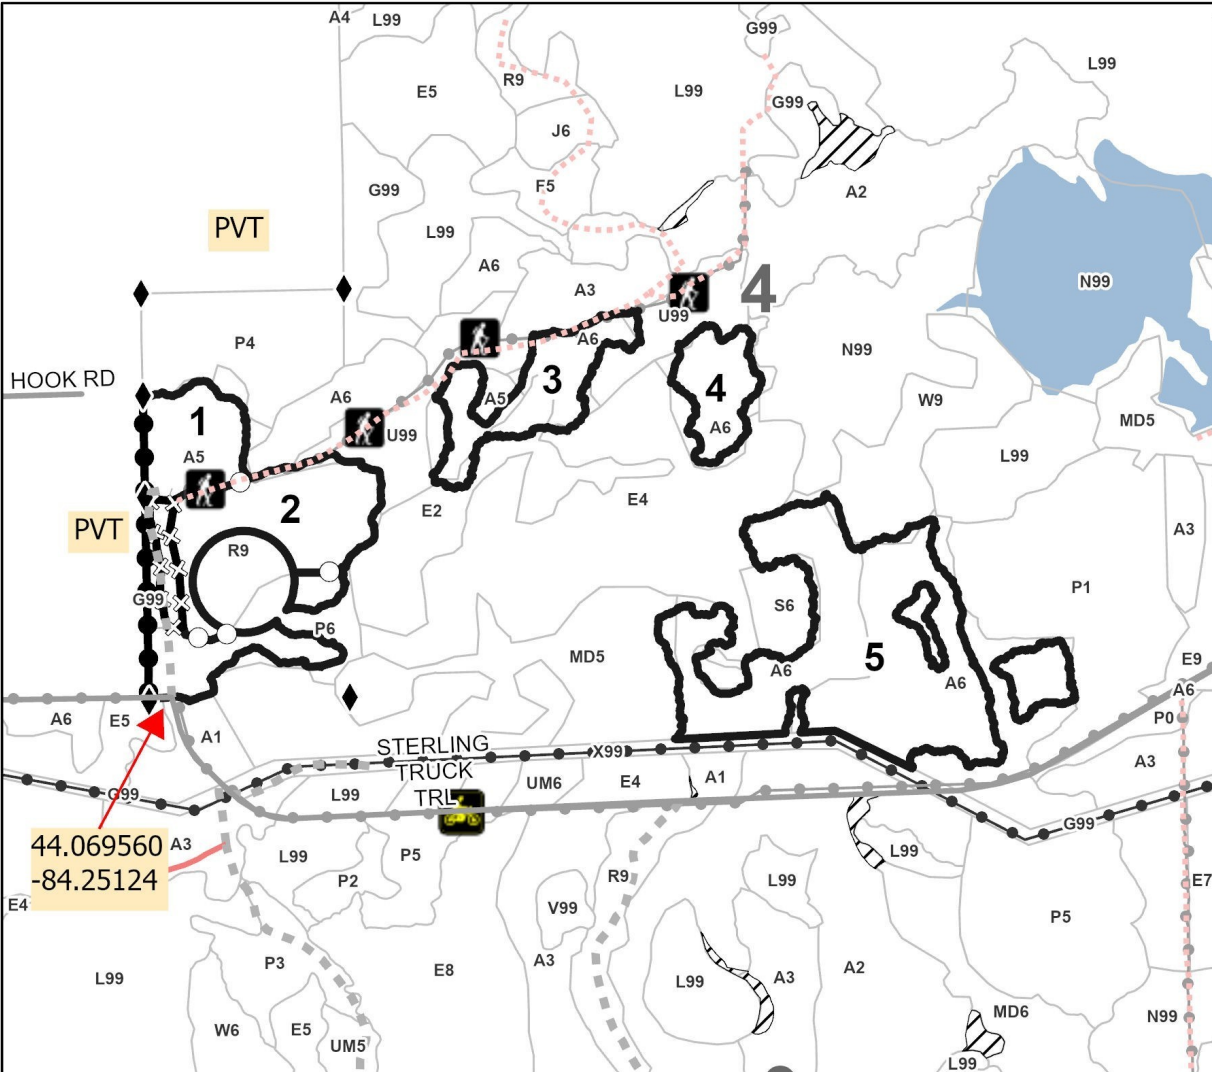 A4
L99
G99
R9
E5
L99
L99
G99
J6
F5
G99
A2
PVT
L99
A6
N99
A3
4
U99
P4
A6
N99
HOOK RD
3
4
A6
A5
W9
1
U99
A6
MD5
A5
L99
E4
2
E2
PVT
A3
R9
P1
G99
S6
P6
MD5
5
E9
A6
A6
A6
A6
E5
P0
A1
STERLING
X99
TRUCK
A3
TRL
G99
L99
UM6
E4
A1
G99
44.069560
-84.25124
A3
L99
P5
L99
R9
P2
L99
E7
E4
V99
P5
P3
A3
L99
E8
L99
A3
A2
W6
E5
UM5
MD6
N99
L99